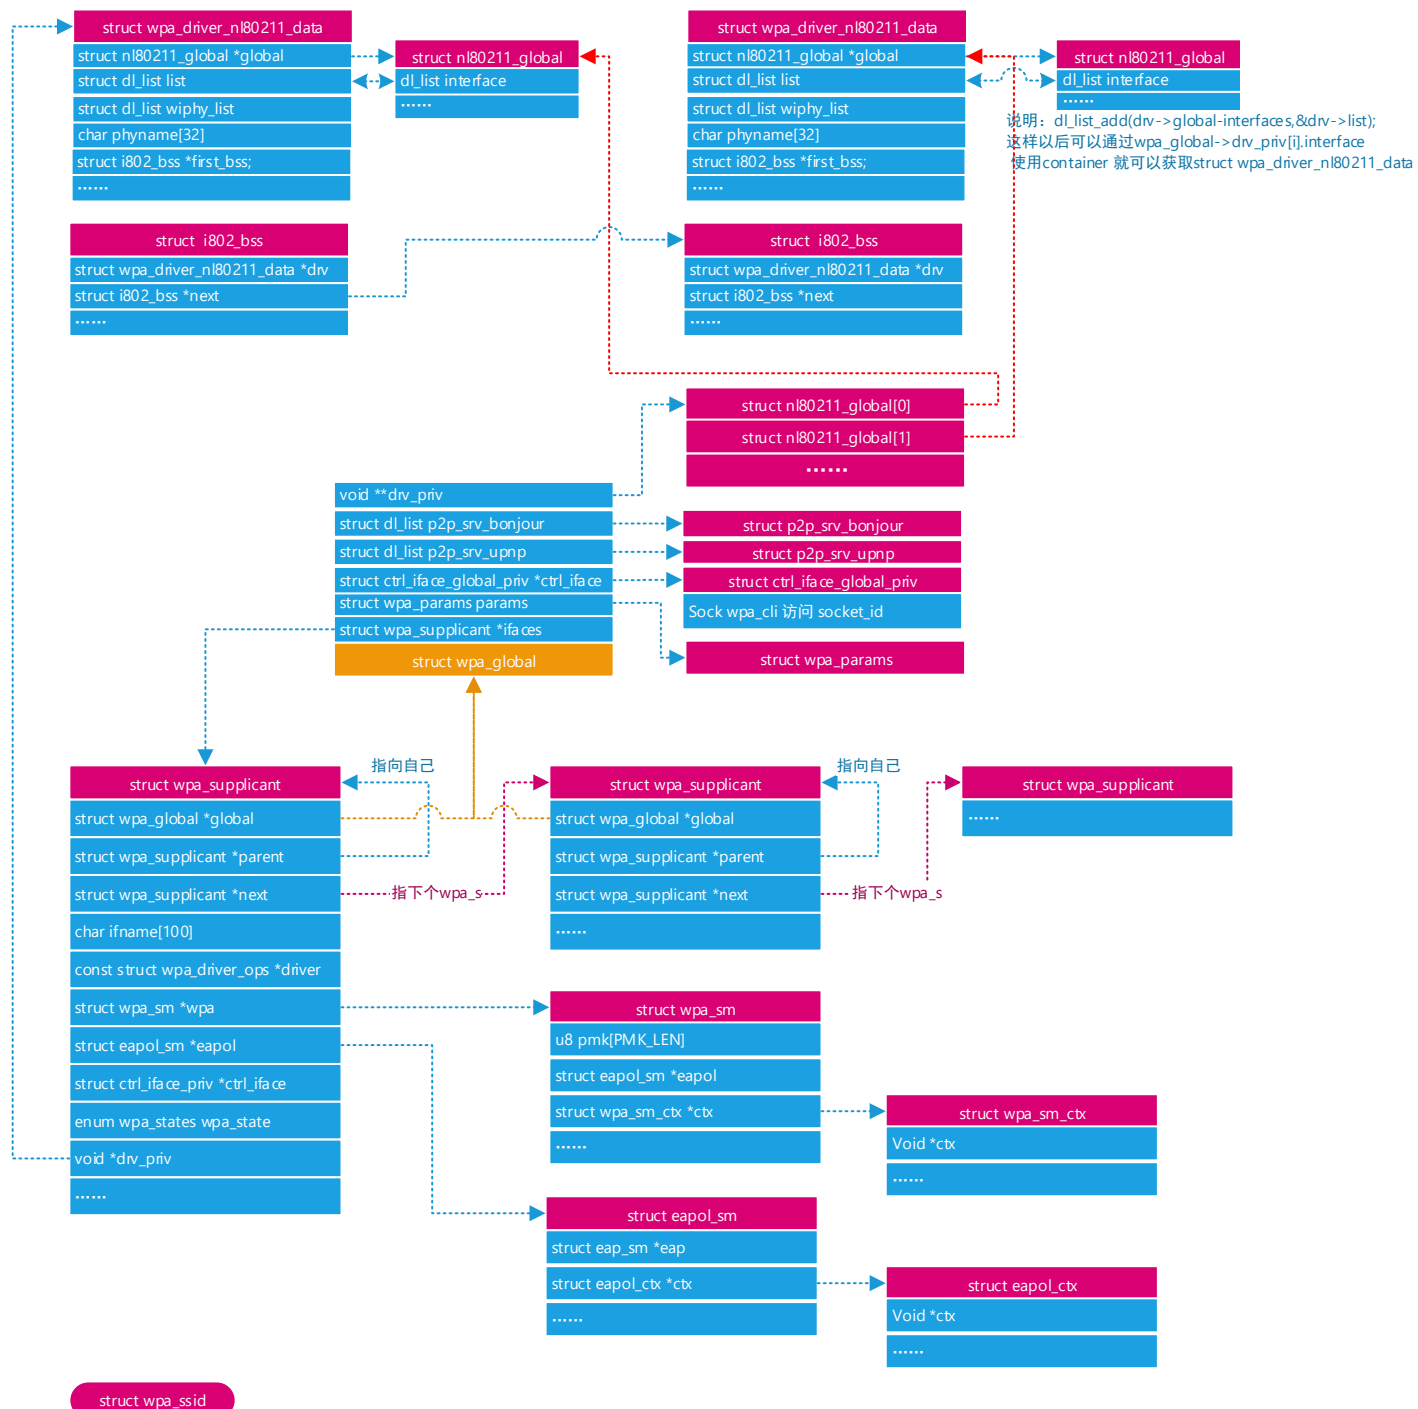 struct wpa_driver_nl80211_data
struct nl80211_global *global
struct dl_list list
struct dl_list wiphy_list
char phyname[32]
struct i802_bss *first_bss;
……
struct nl80211_global
dl_list interface
……
struct wpa_driver_nl80211_data
struct nl80211_global *global
struct dl_list list
struct dl_list wiphy_list
char phyname[32]
struct i802_bss *first_bss;
……
struct nl80211_global
dl_list interface
……
说明：dl_list_add(drv->global-interfaces,&drv->list);
这样以后可以通过wpa_global->drv_priv[i].interface
使用container 就可以获取struct wpa_driver_nl80211_data
struct i802_bss
struct wpa_driver_nl80211_data *drv
struct i802_bss *next
……
struct i802_bss
struct wpa_driver_nl80211_data *drv
struct i802_bss *next
……
struct nl80211_global[0]
struct nl80211_global[1]
……
void **drv_priv
struct dl_list p2p_srv_bonjour
struct dl_list p2p_srv_upnp
struct ctrl_iface_global_priv *ctrl_iface
struct wpa_params params
struct wpa_supplicant *ifaces
struct wpa_global
struct p2p_srv_bonjour
struct p2p_srv_upnp
struct ctrl_iface_global_priv
Sock wpa_cli 访问 socket_id
struct wpa_params
struct wpa_supplicant
struct wpa_global *global
struct wpa_supplicant *parent
struct wpa_supplicant *next
char ifname[100]
const struct wpa_driver_ops *driver
struct wpa_sm *wpa
struct eapol_sm *eapol
struct ctrl_iface_priv *ctrl_iface
enum wpa_states wpa_state
void *drv_priv
……
指向自己
指下个wpa_s
struct wpa_supplicant
struct wpa_global *global
struct wpa_supplicant *parent
struct wpa_supplicant *next
……
指向自己
指下个wpa_s
struct wpa_supplicant
……
struct wpa_sm
u8 pmk[PMK_LEN]
struct eapol_sm *eapol
struct wpa_sm_ctx *ctx
……
struct wpa_sm_ctx
Void *ctx
……
struct eapol_sm
struct eap_sm *eap
struct eapol_ctx *ctx
……
struct eapol_ctx
Void *ctx
……
struct wpa_ssid